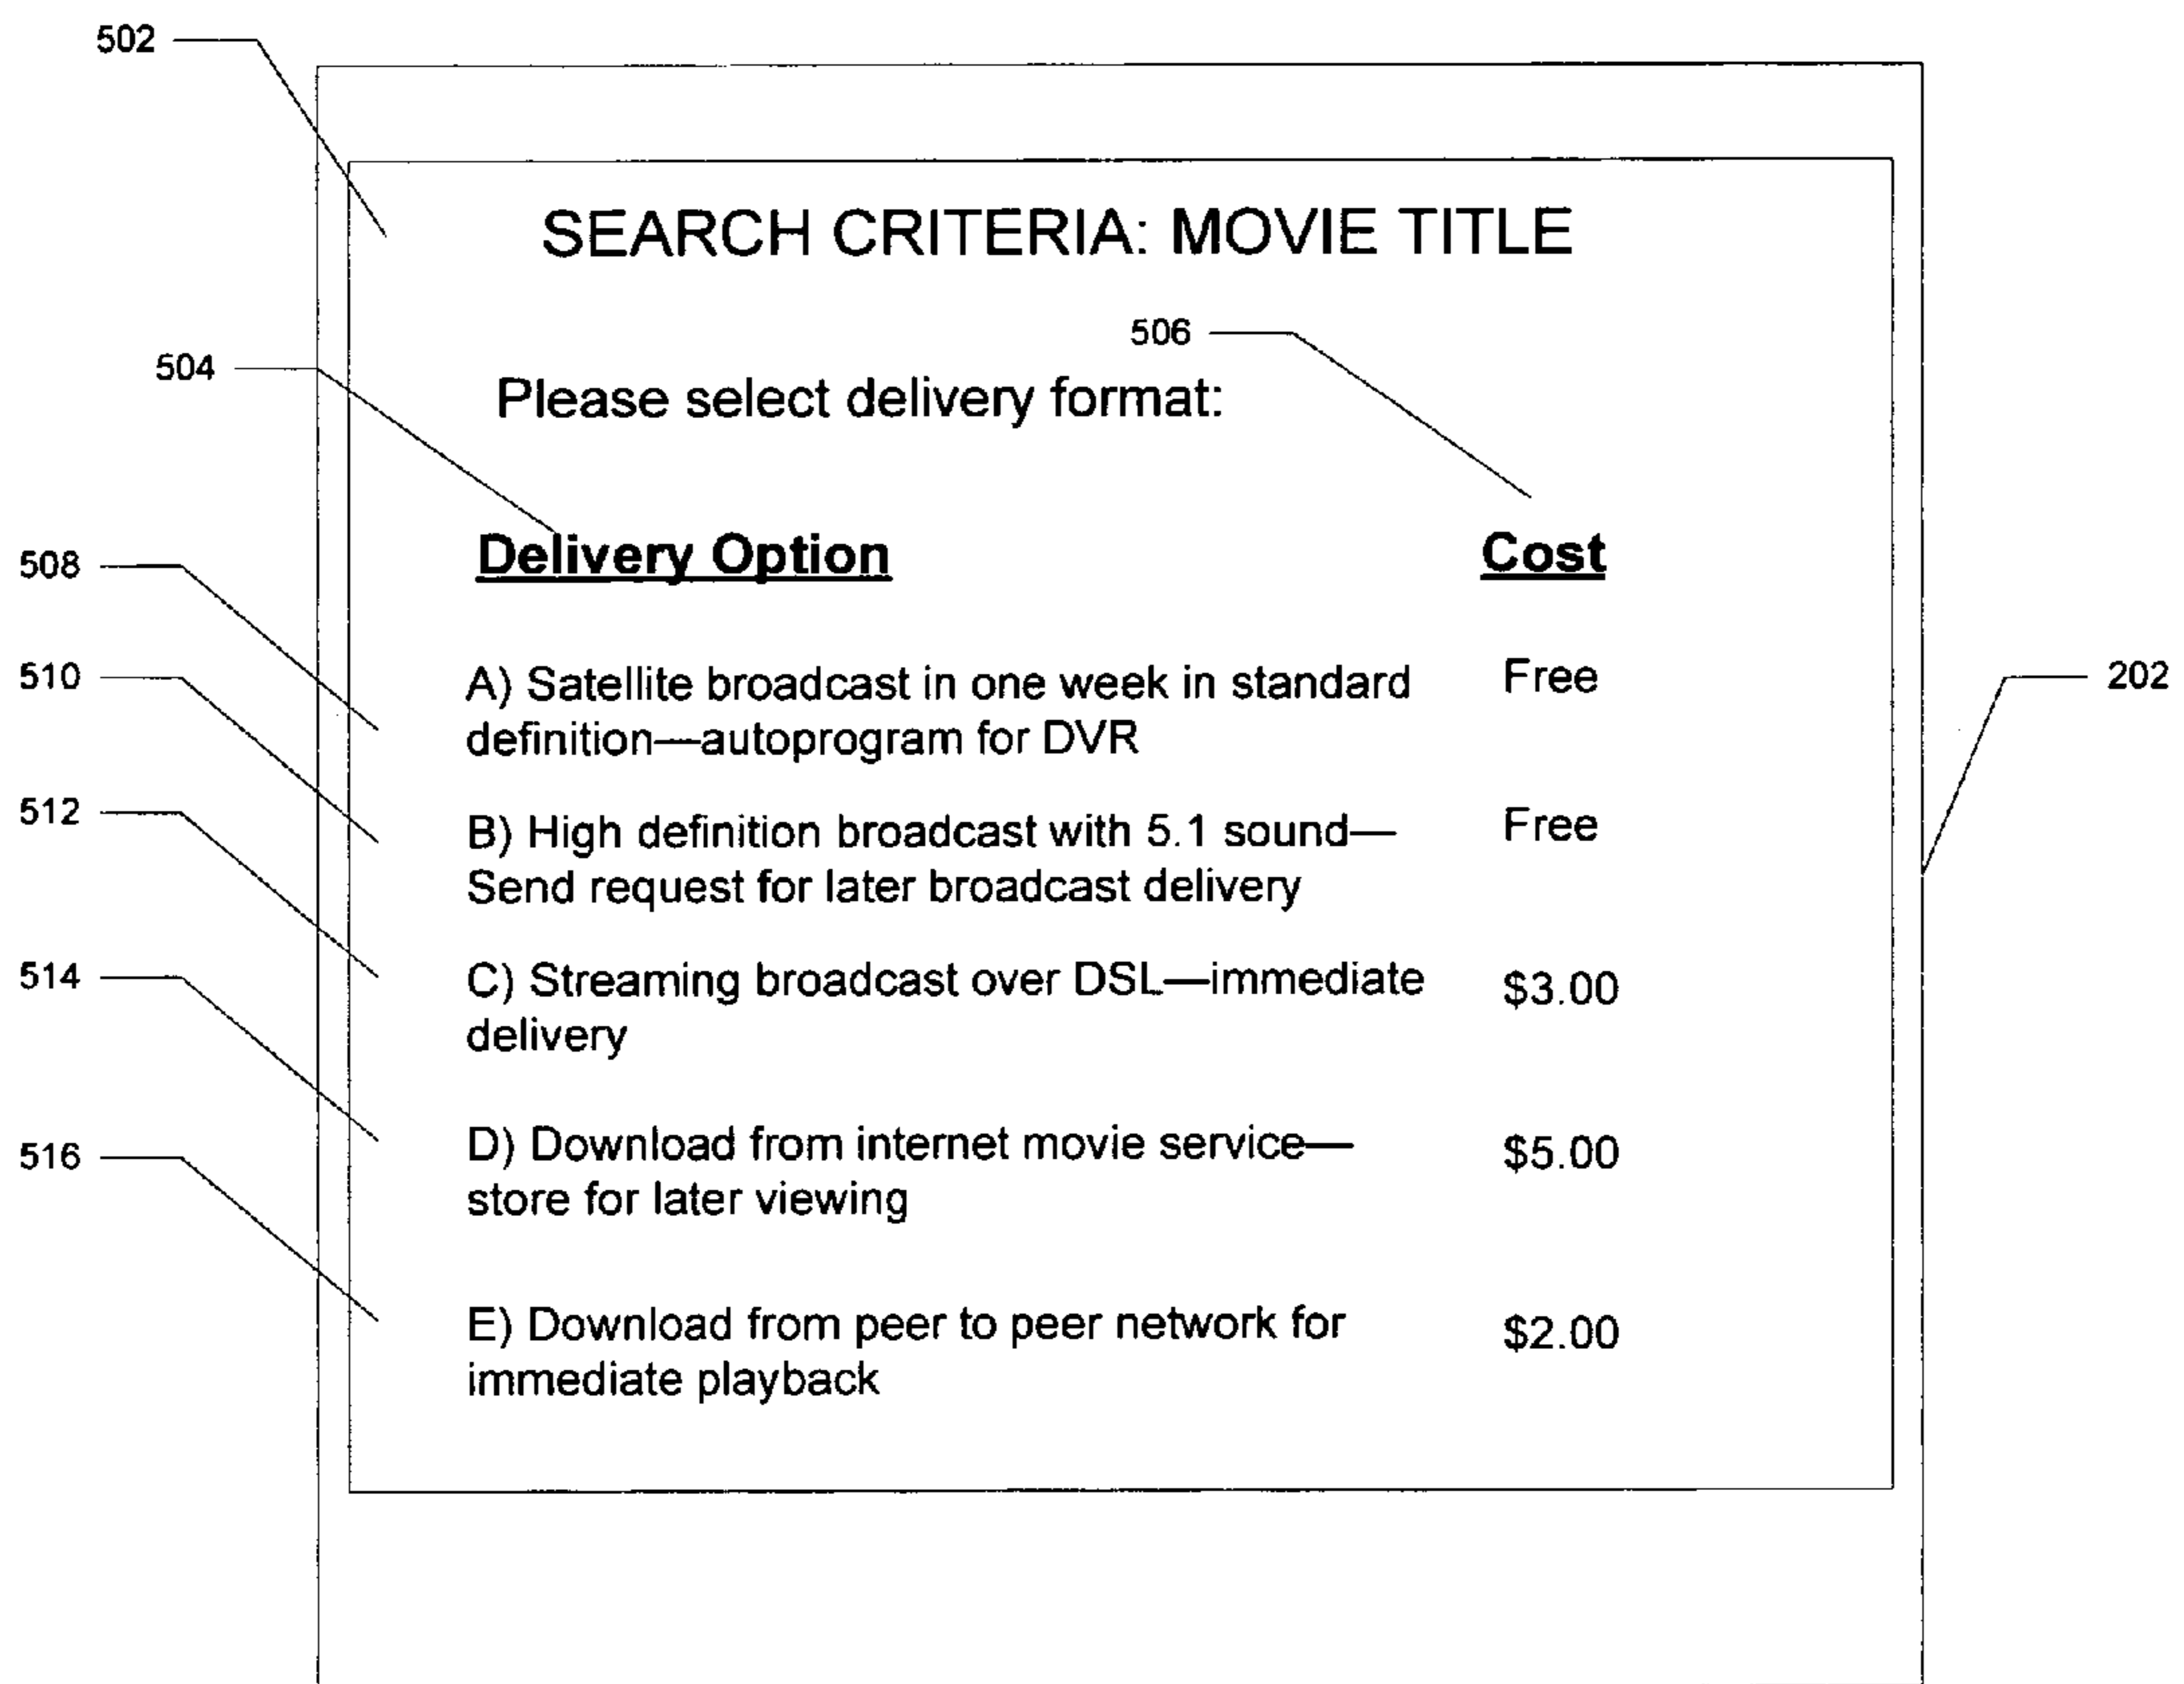 502
SEARCH CRITERIA: MOVIE TITLE
506
504
Please select delivery format:
Delivery Option
Cost
508
510
A) Satellite broadcast in one week in standard
definition—autoprogram for DVR
Free
202
512
B) High definition broadcast with 5.1 sound—
Send request for later broadcast delivery
Free
514
C) Streaming broadcast over DSL—immediate
delivery
$3.00
516
D) Download from internet movie service—
store for later viewing
$5.00
E) Download from peer to peer network for
immediate playback
$2.00